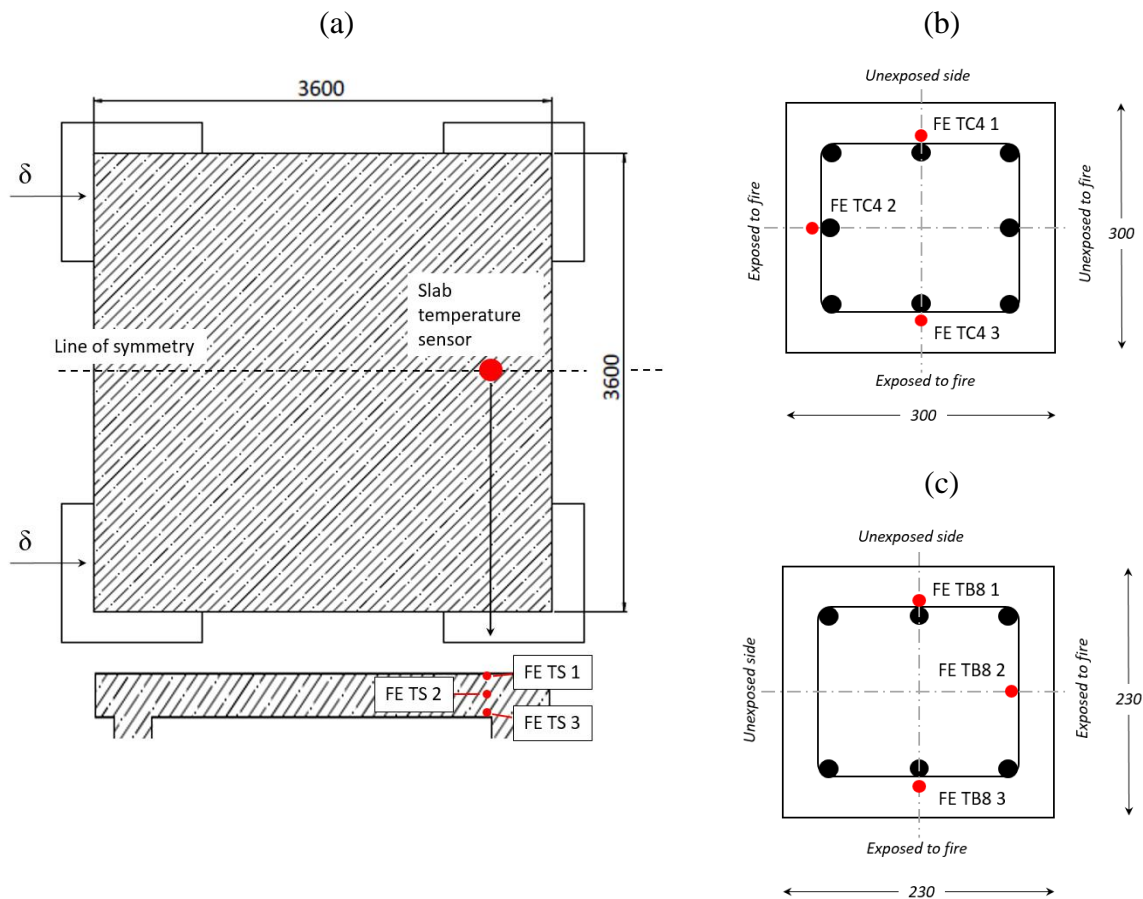 (a)
3600
δ
Slab
temperature
sensor
Line of symmetry
3600
δ
FE TS 1
FE TS 2
FE TS 3
(b)
Unexposed side
FE TC4 1
Exposed to fire
FE TC4 2
Unexposed to fire
300
FE TC4 3
Exposed to fire
300
(c)
Unexposed side
FE TB8 1
Unexposed side
FE TB8 2
Exposed to fire
230
FE TB8 3
Exposed to fire
230